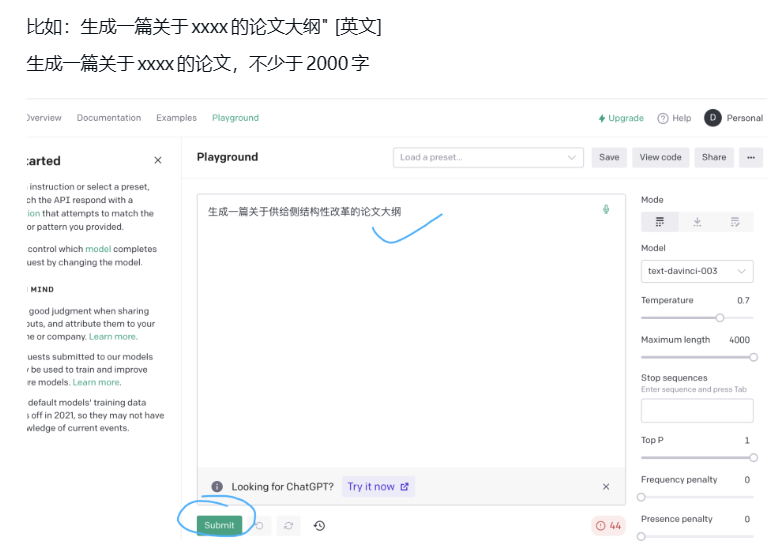 比如：生成一篇关于 xxxx 的论文大纲" [英文]
生成一篇关于 xxxx 的论文，不少于 2000 字
Overview Documentation Examples Playground Upgrade Help D Personal
tarted
Playground Load a preset... Save View code Share ...
instruction or select a preset,
ch the API respond with a
tion that attempts to match the
or pattern you provided.
control which model completes
uest by changing the model.
MIND
good judgment when sharing
outs, and attribute them to your
ne or company. Learn more.
uests submitted to our models
y be used to train and improve
re models. Learn more.
default models' training data
s off in 2021, so they may not have
wledge of current events.
生成一篇关于供给侧结构性改革的论文大纲
Looking for ChatGPT? Try it now
Submit
44
Mode
Model
text-davinci-003
Temperature 0.7
Maximum length 4000
Stop sequences
Enter sequence and press Tab
Top P 1
Frequency penalty 0
Presence penalty 0